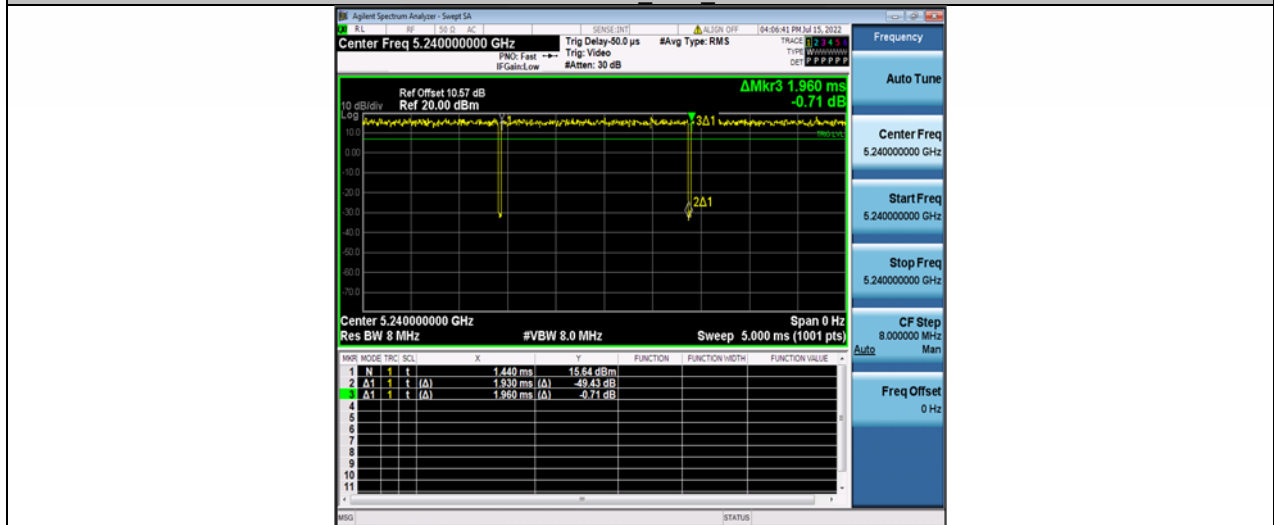 Agilent Spectrum Analyzer - Swept SA
RL RF 50 Ω AC SENSE:INT ALIGN OFF 04:06:41 PM Jul 15, 2022
Center Freq 5.240000000 GHz
PNO: Fast
IFGain:Low
Trig Delay-50.0 µs
Trig: Video
#Atten: 30 dB
#Avg Type: RMS
TRACE 1 2 3 4 5 6
TYPE WWWWWW
DET P P P P P P
Frequency
Auto Tune
Center Freq
5.240000000 GHz
Start Freq
5.240000000 GHz
Stop Freq
5.240000000 GHz
CF Step
8.000000 MHz
Auto Man
Freq Offset
0 Hz
ΔMkr3 1.960 ms
-0.71 dB
Ref Offset 10.57 dB
10 dB/div Ref 20.00 dBm
Log
10.0
0.00
-10.0
-20.0
-30.0
-40.0
-50.0
-60.0
-70.0
1
3Δ1
TRIG LVL
2Δ1
Center 5.240000000 GHz Span 0 Hz
Res BW 8 MHz #VBW 8.0 MHz Sweep 5.000 ms (1001 pts)
MKR MODE TRC SCL X Y FUNCTION FUNCTION WIDTH FUNCTION VALUE
1 N 1 t 1.440 ms 15.64 dBm
2 Δ1 1 t (Δ) 1.930 ms (Δ) -49.43 dB
3 Δ1 1 t (Δ) 1.960 ms (Δ) -0.71 dB
4
5
6
7
8
9
10
11
MSG STATUS